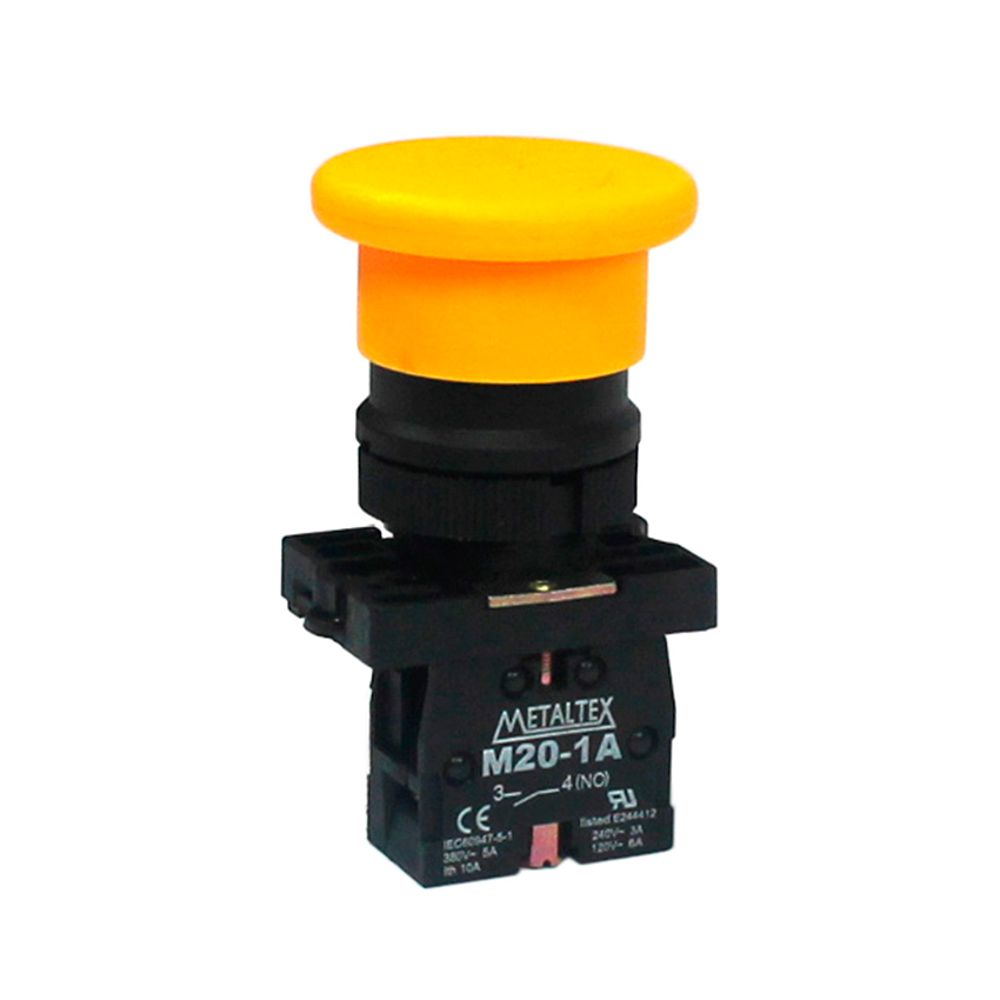 METALTEX
M20-1A
3 4 (NO)
CE
IEC60947-5-1
380V~ 5A
Ith 10A
RU
listed E244412
240V~ 3A
120V~ 6A